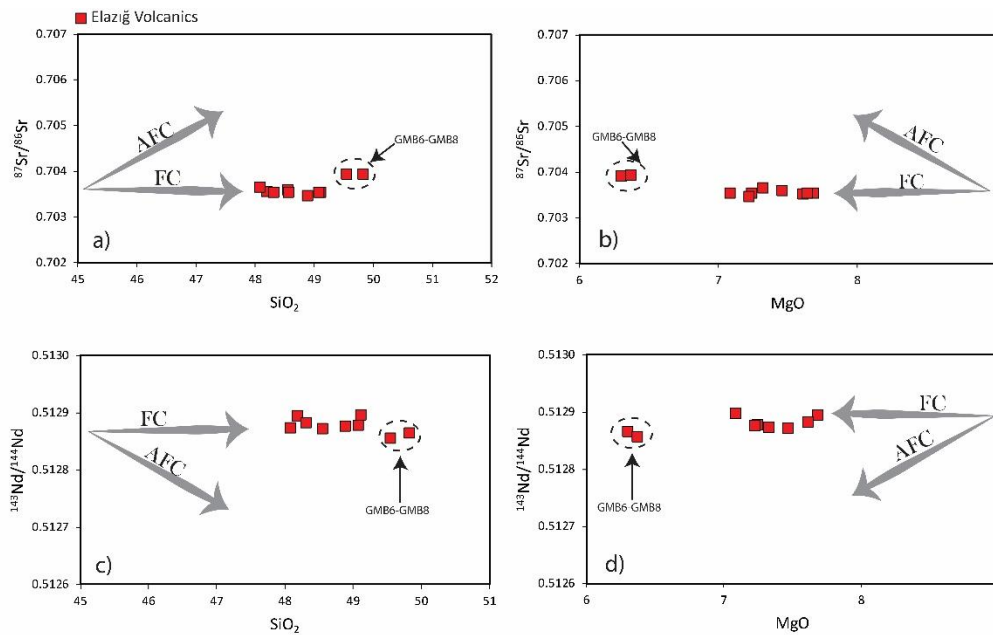 Elazığ Volcanics
0.707
0.706
0.705
0.704
0.703
0.702
⁸⁷Sr/⁸⁶Sr
AFC
FC
GMB6-GMB8
a)
45 46 47 48 49 50 51 52
SiO₂
0.707
0.706
0.705
0.704
0.703
0.702
⁸⁷Sr/⁸⁶Sr
GMB6-GMB8
AFC
FC
b)
6 7 8
MgO
0.5130
0.5129
0.5128
0.5127
0.5126
¹⁴³Nd/¹⁴⁴Nd
FC
AFC
GMB6-GMB8
c)
45 46 47 48 49 50 51
SiO₂
0.5130
0.5129
0.5128
0.5127
0.5126
¹⁴³Nd/¹⁴⁴Nd
FC
AFC
GMB6-GMB8
d)
6 7 8
MgO